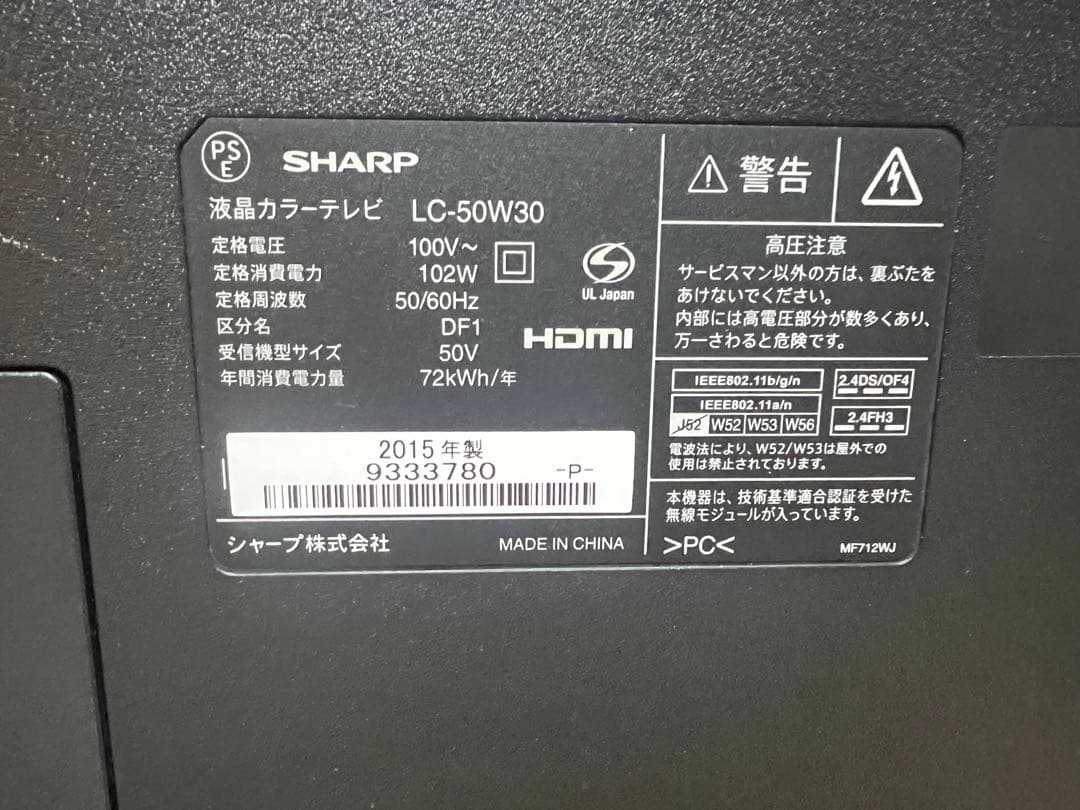 PSE
SHARP
液晶カラーテレビ LC-50W30
定格電圧 100V～
定格消費電力 102W
定格周波数 50/60Hz
区分名 DF1
受信機型サイズ 50V
年間消費電力量 72kWh/年
UL Japan
HDMI
2015年製
9333780 -P-
シャープ株式会社 MADE IN CHINA
警告
高圧注意
サービスマン以外の方は、裏ぶたを
あけないでください。
内部には高電圧部分が数多くあり、
万一さわると危険です。
IEEE802.11b/g/n
IEEE802.11a/n
J52 W52 W53 W56
2.4DS/OF4
2.4FH3
電波法により、W52/W53は屋外での
使用は禁止されております。
本機器は、技術基準適合認証を受けた
無線モジュールが入っています。
>PC< MF712WJ